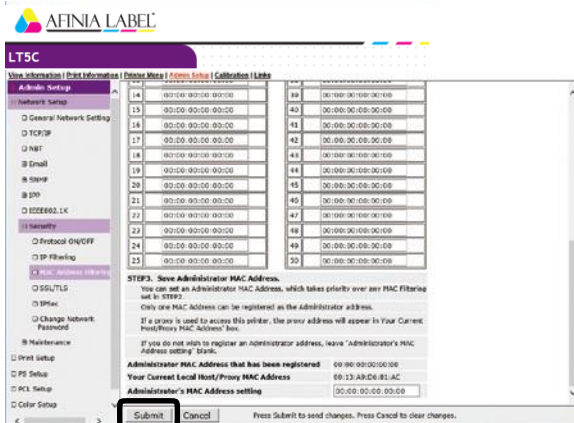 AFINIA LABEL
LT5C
View Information | Print Information | Printer Menu | Admin Setup | Calibration | Links
Admin Setup
Network Setup
General Network Setting
TCP/IP
NBT
Email
SNMP
IPP
IEEE802.1X
Security
Protocol ON/OFF
IP Filtering
MAC Address Filtering
SSL/TLS
IPSec
Change Network
Password
Maintenance
Print Setup
PS Setup
PCL Setup
Color Setup
14 00:00:00:00:00:00 39 00:00:00:00:00:00
15 00:00:00:00:00:00 40 00:00:00:00:00:00
16 00:00:00:00:00:00 41 00:00:00:00:00:00
17 00:00:00:00:00:00 42 00:00:00:00:00:00
18 00:00:00:00:00:00 43 00:00:00:00:00:00
19 00:00:00:00:00:00 44 00:00:00:00:00:00
20 00:00:00:00:00:00 45 00:00:00:00:00:00
21 00:00:00:00:00:00 46 00:00:00:00:00:00
22 00:00:00:00:00:00 47 00:00:00:00:00:00
23 00:00:00:00:00:00 48 00:00:00:00:00:00
24 00:00:00:00:00:00 49 00:00:00:00:00:00
25 00:00:00:00:00:00 50 00:00:00:00:00:00
STEP3. Save Administrator MAC Address.
You can set an Administrator MAC Address, which takes priority over any MAC Filtering
set in STEP2.
Only one MAC Address can be registered as the Administrator address.
If a proxy is used to access this printer, the proxy address will appear in 'Your Current
Host/Proxy MAC Address' box.
If you do not wish to register an Administrator address, leave 'Administrator's MAC
Address setting' blank.
Administrator MAC Address that has been registered 00:00:00:00:00:00
Your Current Local Host/Proxy MAC Address 00:13:A9:D6:81:AC
Administrator's MAC Address setting 00:00:00:00:00:00
Submit Cancel Press Submit to send changes. Press Cancel to clear changes.